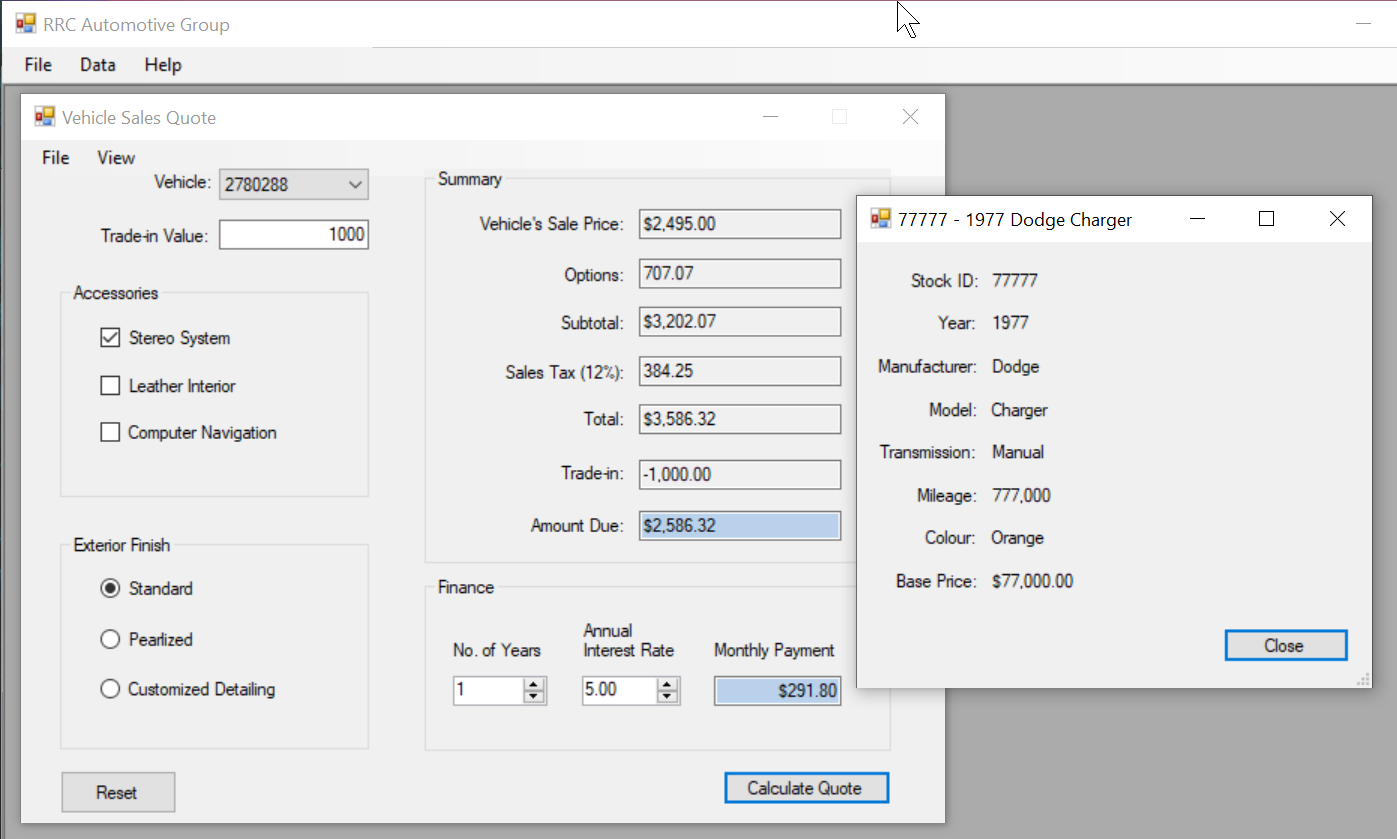 RRC Automotive Group
File Data Help
Vehicle Sales Quote
File View
Vehicle: 2780288
Trade-in Value: 1000
Accessories
Stereo System
Leather Interior
Computer Navigation
Exterior Finish
Standard
Pearlized
Customized Detailing
Reset
Summary
Vehicle's Sale Price: $2,495.00
Options: 707.07
Subtotal: $3,202.07
Sales Tax (12%): 384.25
Total: $3,586.32
Trade-in: -1,000.00
Amount Due: $2,586.32
Finance
No. of Years
Annual
Interest Rate
Monthly Payment
1 5.00 $291.80
Calculate Quote
77777 - 1977 Dodge Charger
Stock ID: 77777
Year: 1977
Manufacturer: Dodge
Model: Charger
Transmission: Manual
Mileage: 777,000
Colour: Orange
Base Price: $77,000.00
Close